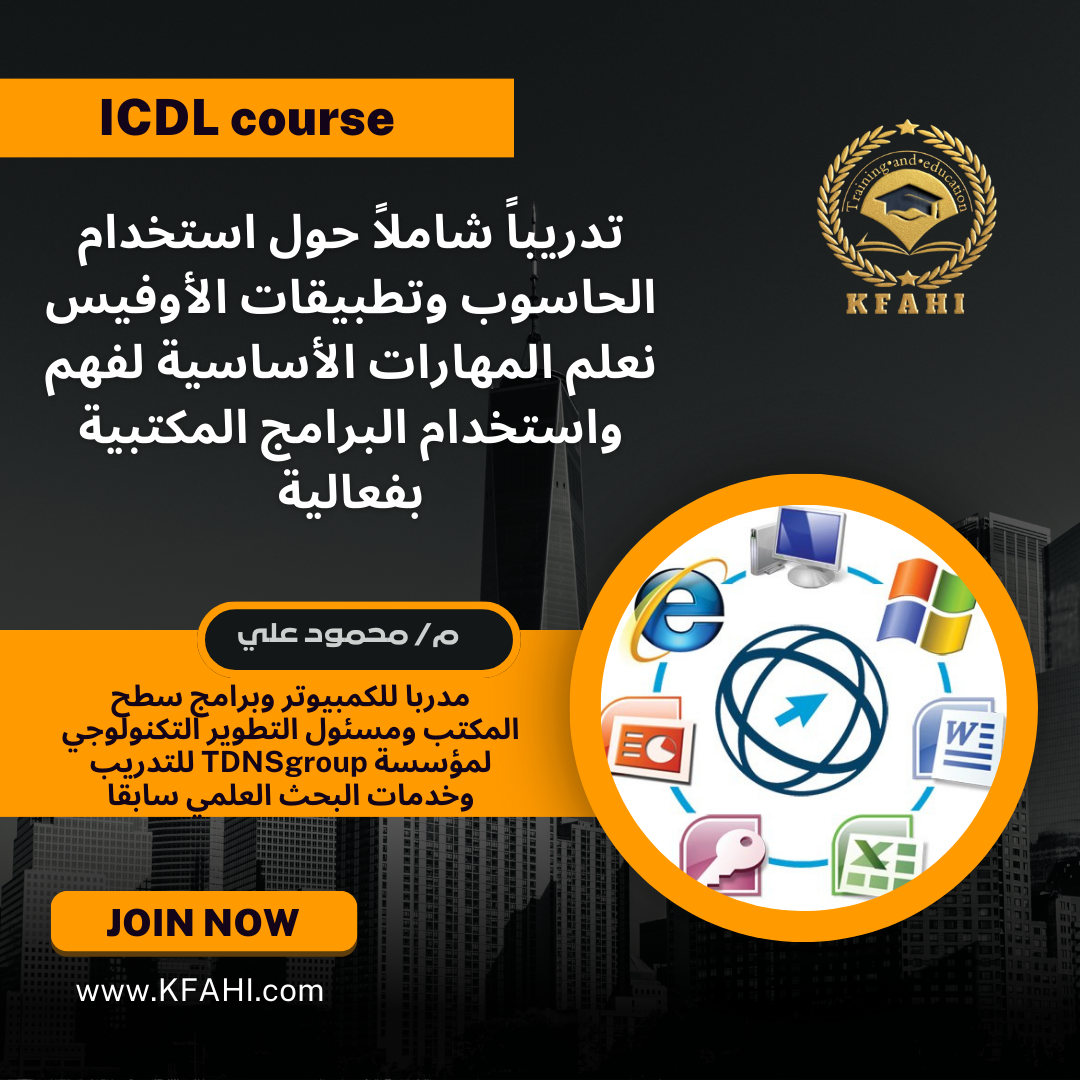 ICDL course
Training and education
KFAHI
تدريباً شاملاً حول استخدام
الحاسوب وتطبيقات الأوفيس
نعلم المهارات الأساسية لفهم
واستخدام البرامج المكتبية
بفعالية
م/ محمود علي
مدربا للكمبيوتر وبرامج سطح
المكتب ومسئول التطوير التكنولوجي
لمؤسسة TDNSgroup للتدريب
وخدمات البحث العلمي سابقا
JOIN NOW
www.KFAHI.com